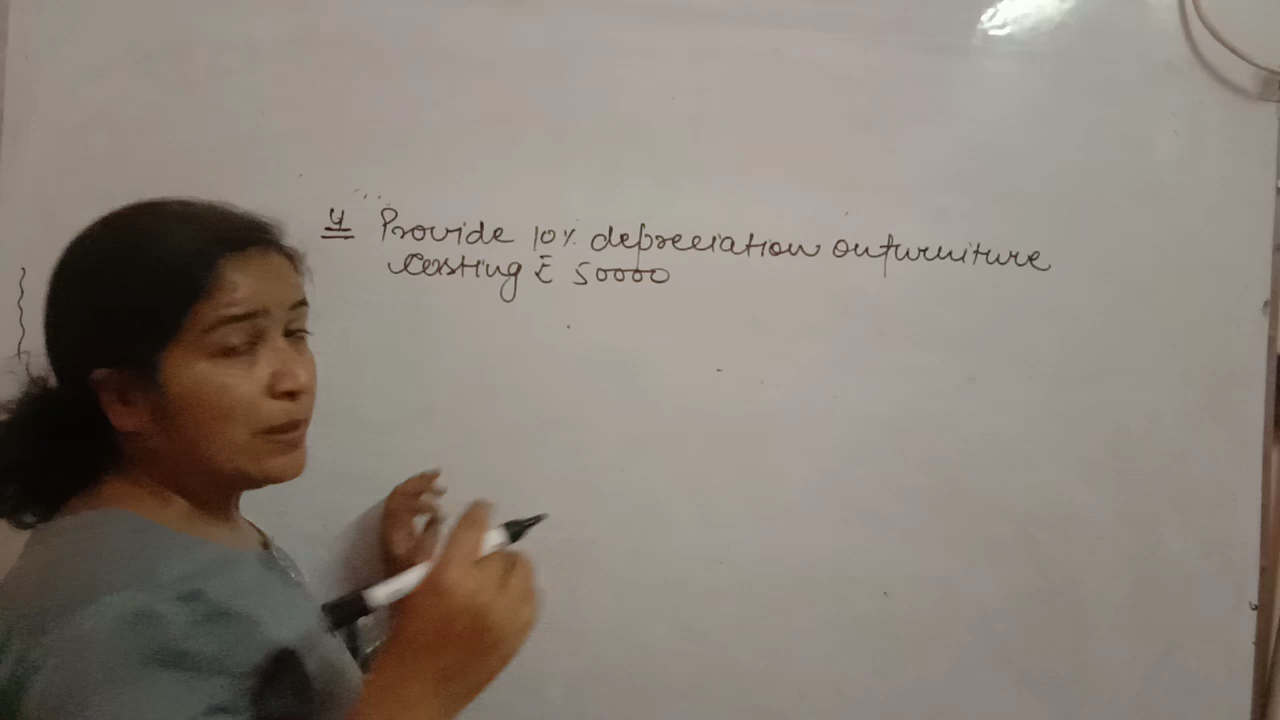 4 Provide 10% depreciation on furniture
costing ₹ 50000